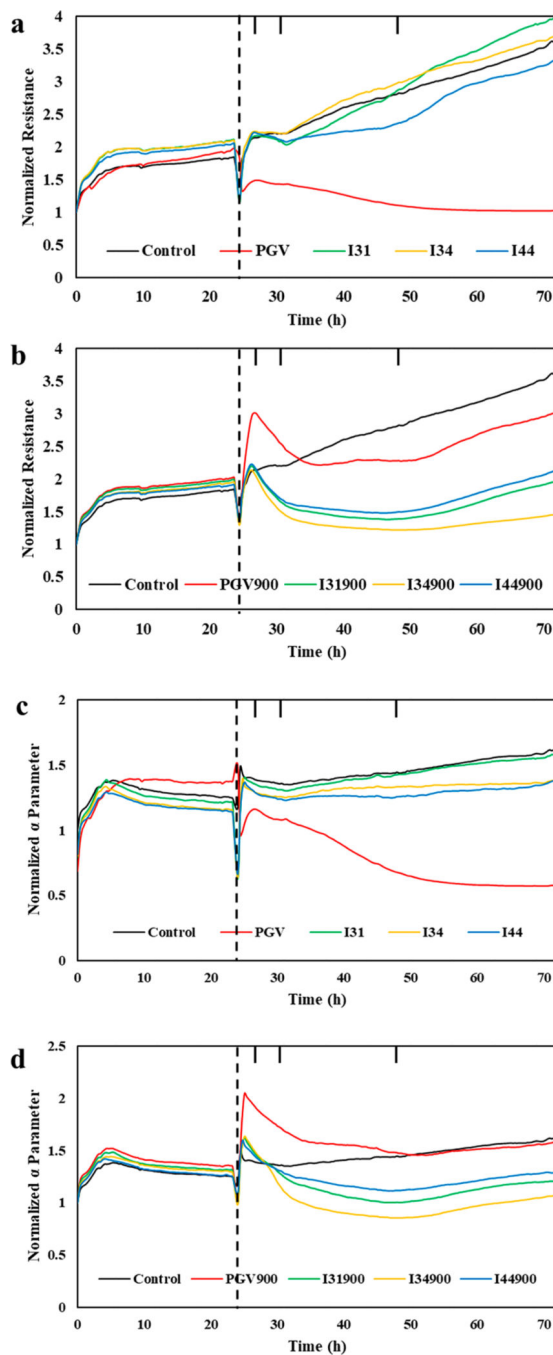 a
Normalized Resistance
4
3.5
3
2.5
2
1.5
1
0.5
0
Control PGV I31 I34 I44
0 10 20 30 40 50 60 70
Time (h)
b
Normalized Resistance
4
3.5
3
2.5
2
1.5
1
0.5
0
Control PGV900 I31900 I34900 I44900
0 10 20 30 40 50 60 70
Time (h)
c
Normalized α Parameter
2
1.5
1
0.5
0
Control PGV I31 I34 I44
0 10 20 30 40 50 60 70
Time (h)
d
Normalized α Parameter
2.5
2
1.5
1
0.5
0
Control PGV900 I31900 I34900 I44900
0 10 20 30 40 50 60 70
Time (h)